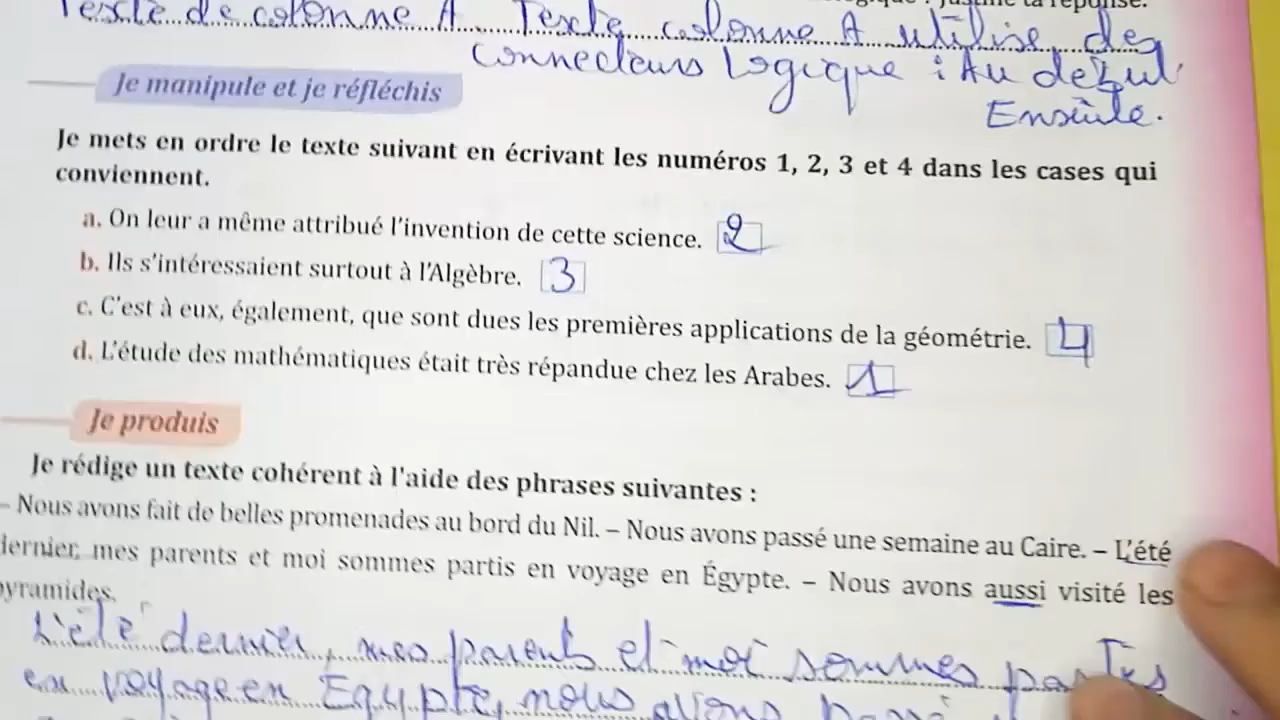 ta réponse.
Texte de colonne A. Texte colonne A utilise des
connecteurs logique : Au debut
Ensuite.
Je manipule et je réfléchis
Je mets en ordre le texte suivant en écrivant les numéros 1, 2, 3 et 4 dans les cases qui
conviennent.
a. On leur a même attribué l'invention de cette science. 2
b. Ils s'intéressaient surtout à l'Algèbre. 3
c. C'est à eux, également, que sont dues les premières applications de la géométrie. 4
d. L'étude des mathématiques était très répandue chez les Arabes. 1
Je produis
Je rédige un texte cohérent à l'aide des phrases suivantes :
– Nous avons fait de belles promenades au bord du Nil. – Nous avons passé une semaine au Caire. – L'été
dernier, mes parents et moi sommes partis en voyage en Égypte. – Nous avons aussi visité les
pyramides.
L'été dernier, mes parents et moi sommes partis
en voyage en Egypte, nous avons passé